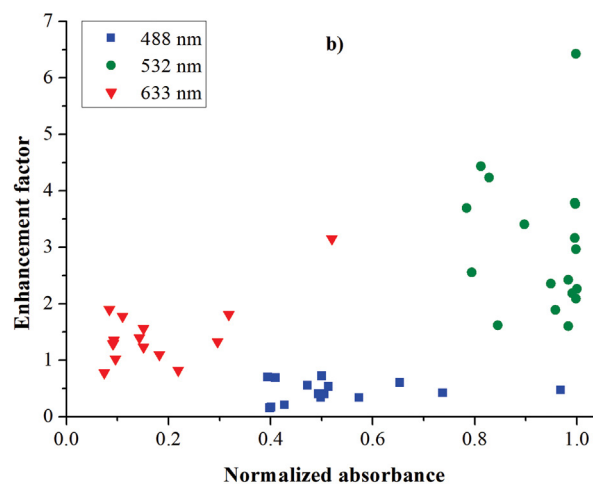 7
6
5
4
3
2
1
0
Enhancement factor
488 nm
532 nm
633 nm
b)
0.0 0.2 0.4 0.6 0.8 1.0
Normalized absorbance